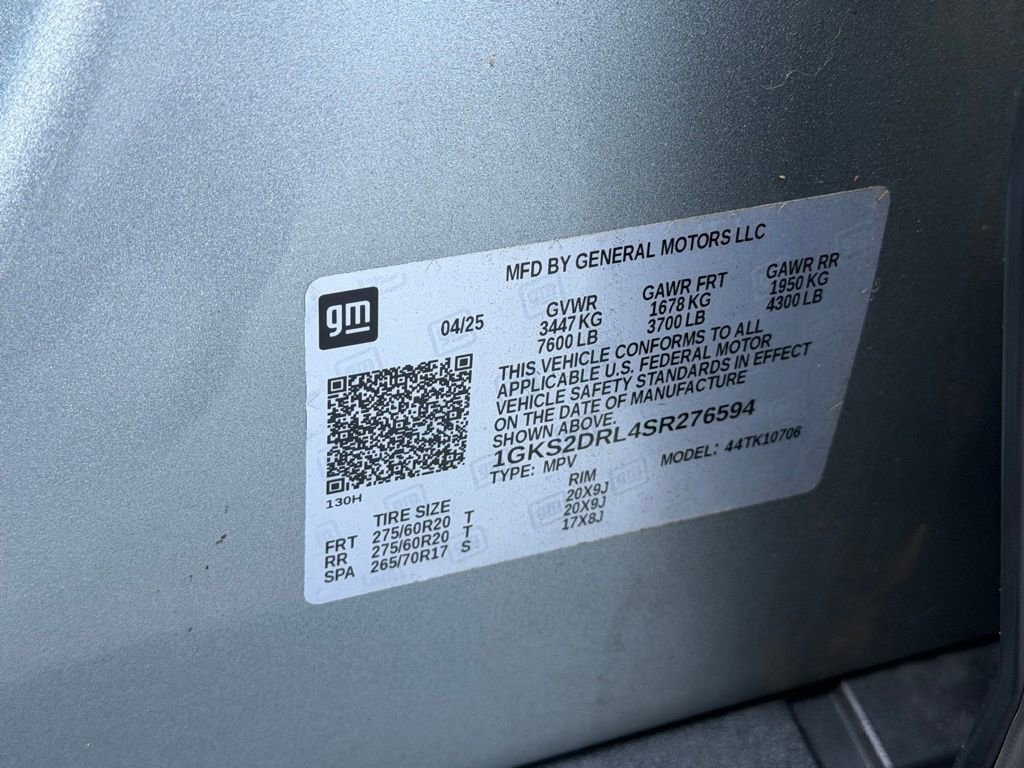 MFD BY GENERAL MOTORS LLC
gm
04/25
GVWR
3447 KG
7600 LB
GAWR FRT
1678 KG
3700 LB
GAWR RR
1950 KG
4300 LB
THIS VEHICLE CONFORMS TO ALL
APPLICABLE U.S. FEDERAL MOTOR
VEHICLE SAFETY STANDARDS IN EFFECT
ON THE DATE OF MANUFACTURE
SHOWN ABOVE.
1GKS2DRL4SR276594
TYPE: MPV MODEL: 44TK10706
130H
TIRE SIZE RIM
FRT 275/60R20 T 20X9J
RR 275/60R20 T 20X9J
SPA 265/70R17 S 17X8J